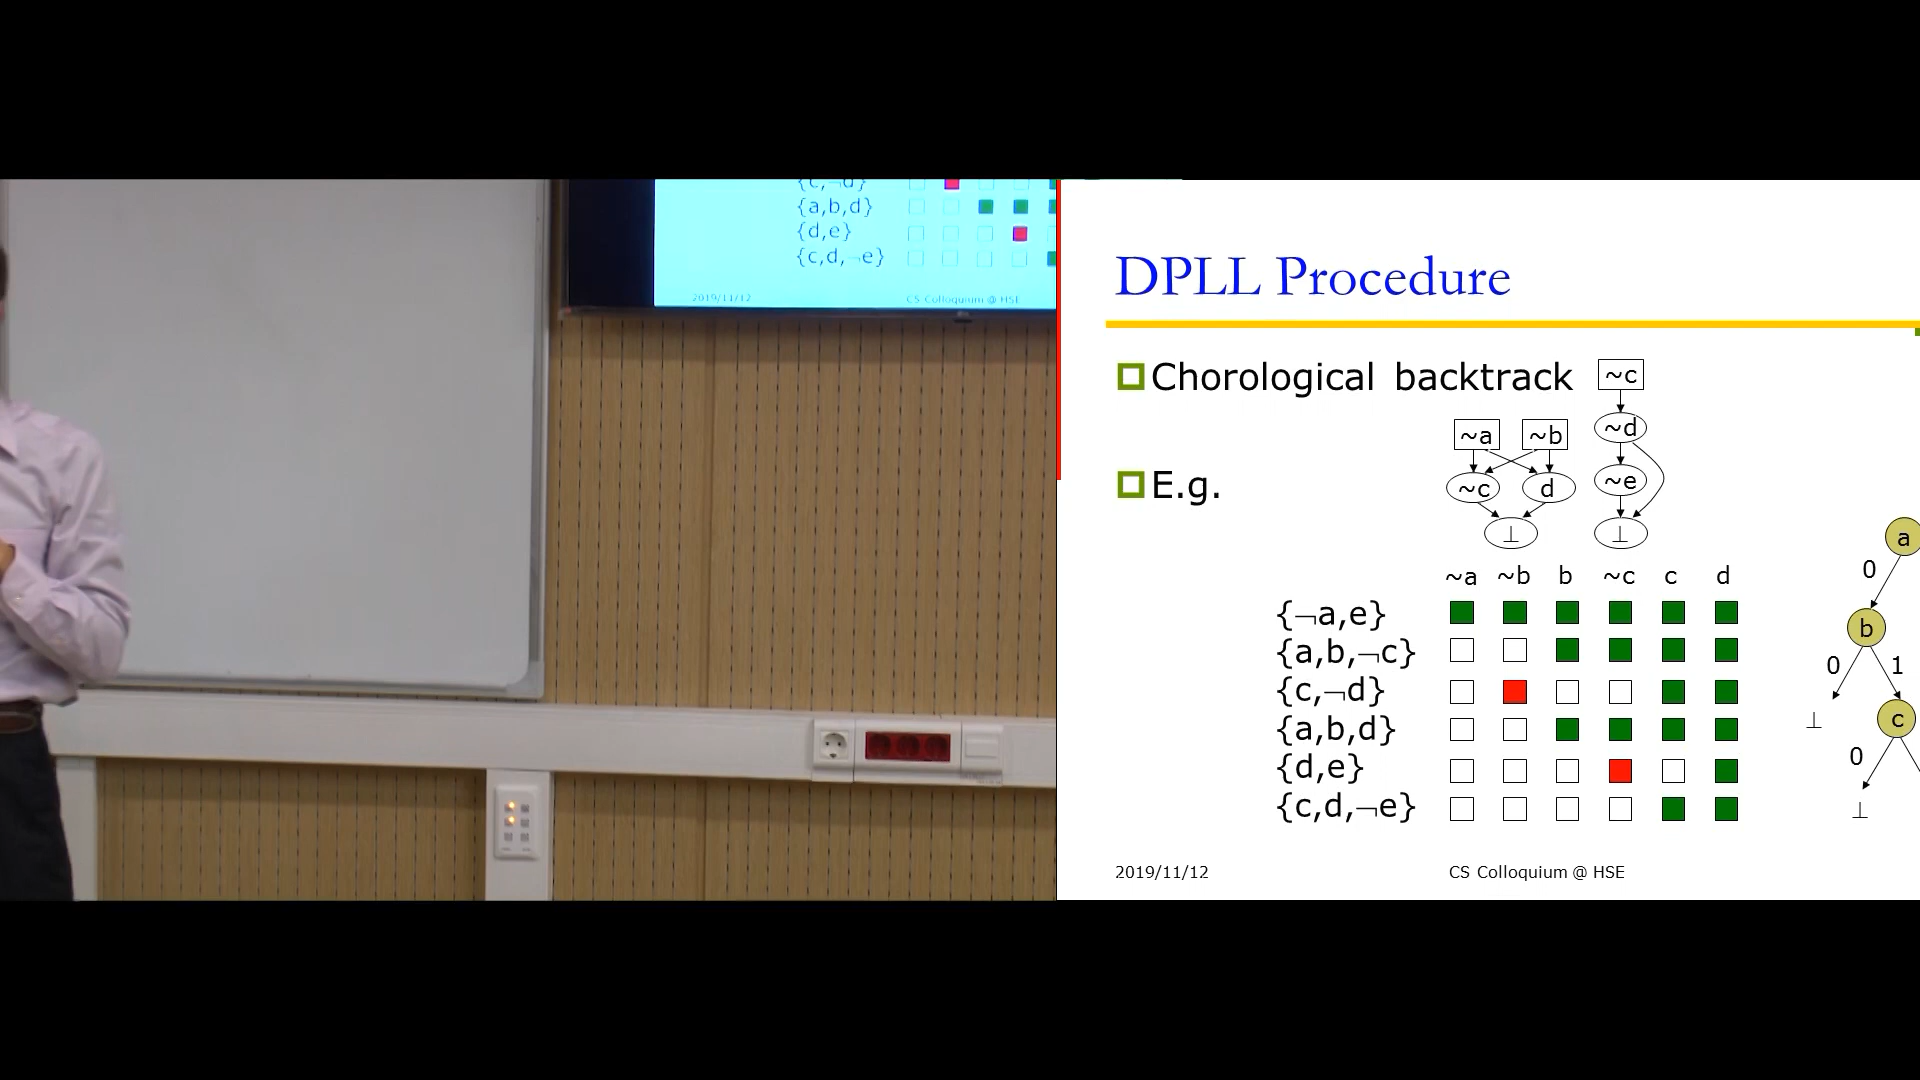 {c,¬d}
{a,b,d}
{d,e}
{c,d,¬e}
2019/11/12 CS Colloquium @ HSE
DPLL Procedure
Chorological backtrack
~c
~a ~b ~d
E.g.
~c d ~e
⊥ ⊥
a
~a ~b b ~c c d
0
{¬a,e}
b
{a,b,¬c}
0 1
{c,¬d}
⊥ c
{a,b,d}
0
{d,e}
{c,d,¬e}
⊥
2019/11/12 CS Colloquium @ HSE